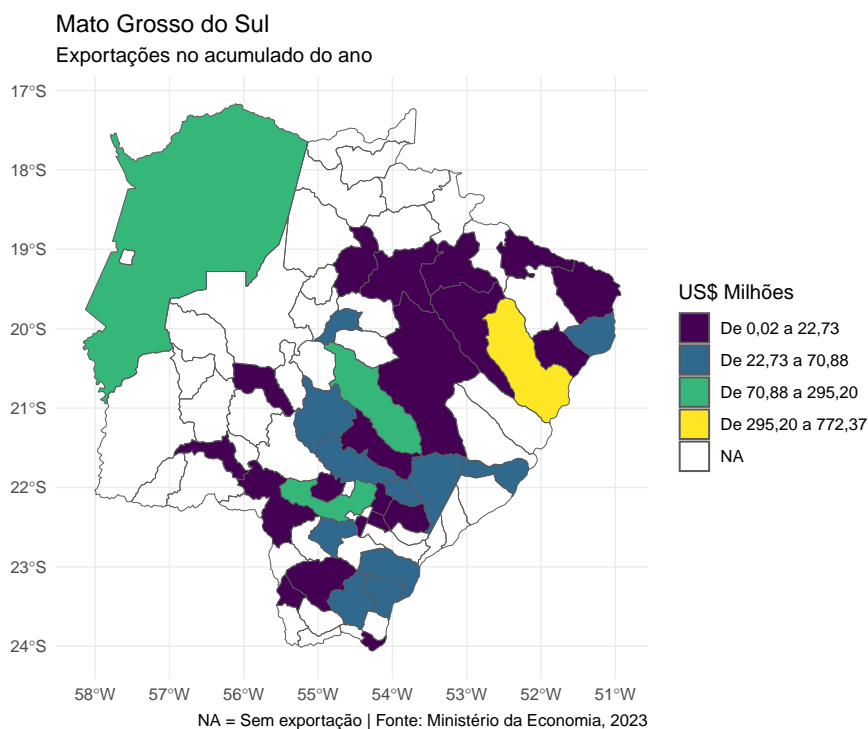 Mato Grosso do Sul
Exportações no acumulado do ano
17°S
18°S
19°S
20°S
21°S
22°S
23°S
24°S
58°W
57°W
56°W
55°W
54°W
53°W
52°W
51°W
US$ Milhões
De 0,02 a 22,73
De 22,73 a 70,88
De 70,88 a 295,20
De 295,20 a 772,37
NA
NA = Sem exportação | Fonte: Ministério da Economia, 2023